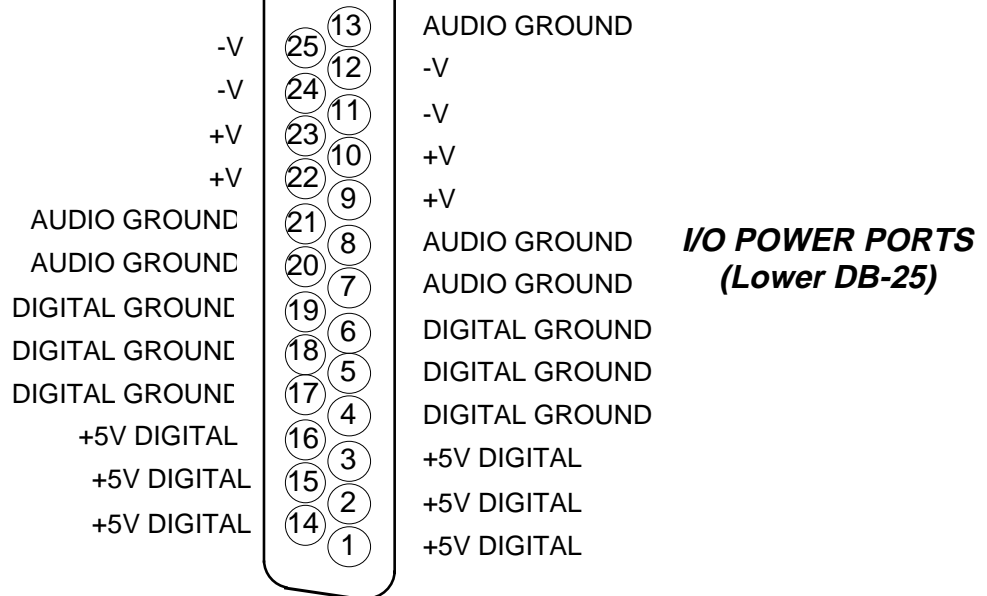 13 AUDIO GROUND
-V 25
12 -V
-V 24
11 -V
+V 23
10 +V
+V 22
9 +V
AUDIO GROUND 21
8 AUDIO GROUND
I/O POWER PORTS
(Lower DB-25)
AUDIO GROUND 20
7 AUDIO GROUND
DIGITAL GROUND 19
6 DIGITAL GROUND
DIGITAL GROUND 18
5 DIGITAL GROUND
DIGITAL GROUND 17
4 DIGITAL GROUND
+5V DIGITAL 16
3 +5V DIGITAL
+5V DIGITAL 15
2 +5V DIGITAL
+5V DIGITAL 14
1 +5V DIGITAL